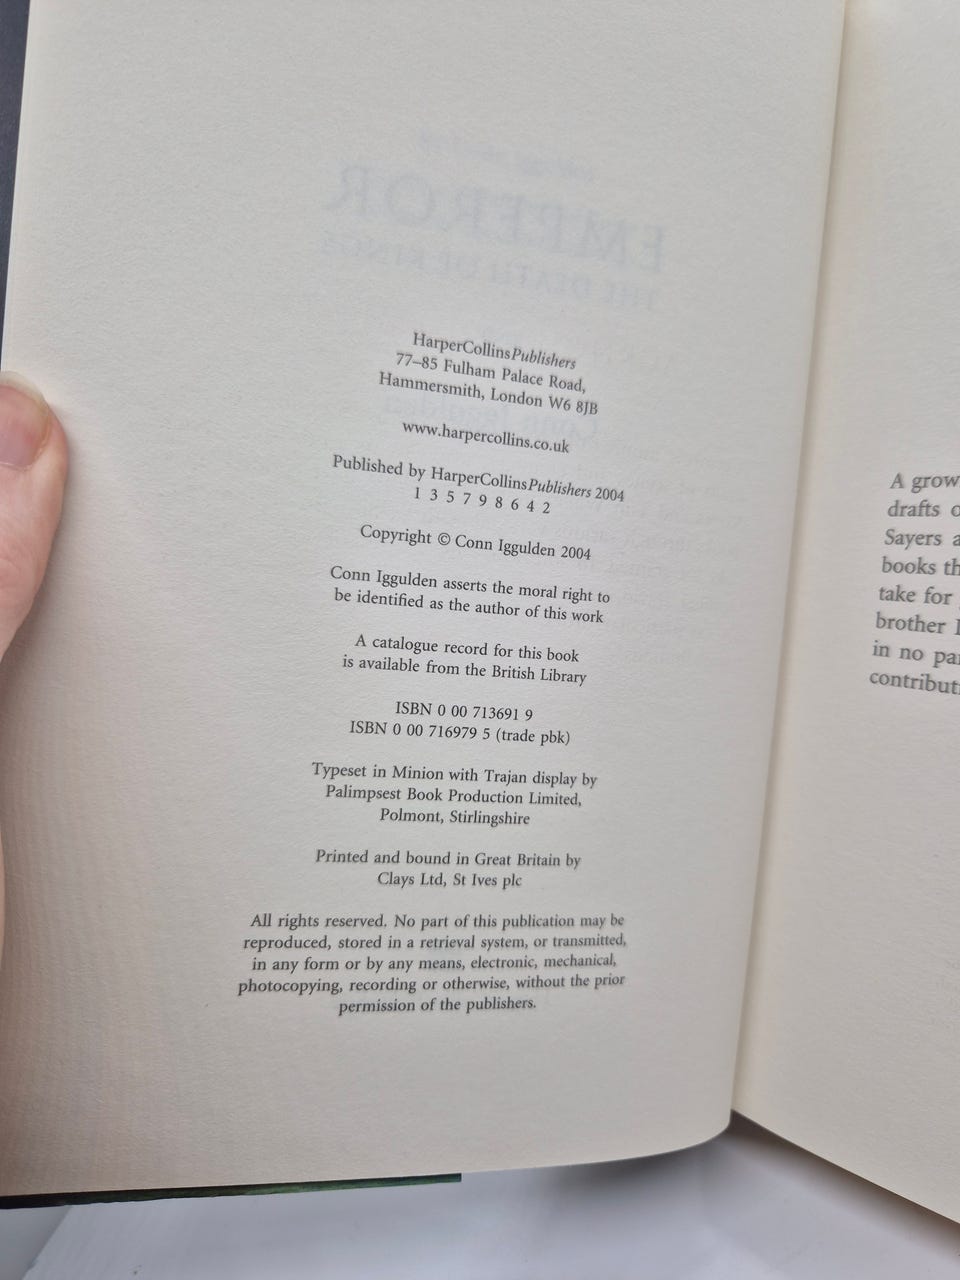 HarperCollinsPublishers
77–85 Fulham Palace Road,
Hammersmith, London W6 8JB
www.harpercollins.co.uk
Published by HarperCollinsPublishers 2004
1 3 5 7 9 8 6 4 2
Copyright © Conn Iggulden 2004
Conn Iggulden asserts the moral right to
be identified as the author of this work
A catalogue record for this book
is available from the British Library
ISBN 0 00 713691 9
ISBN 0 00 716979 5 (trade pbk)
Typeset in Minion with Trajan display by
Palimpsest Book Production Limited,
Polmont, Stirlingshire
Printed and bound in Great Britain by
Clays Ltd, St Ives plc
All rights reserved. No part of this publication may be
reproduced, stored in a retrieval system, or transmitted,
in any form or by any means, electronic, mechanical,
photocopying, recording or otherwise, without the prior
permission of the publishers.
A grow
drafts o
Sayers a
books th
take for
brother
in no pa
contribut